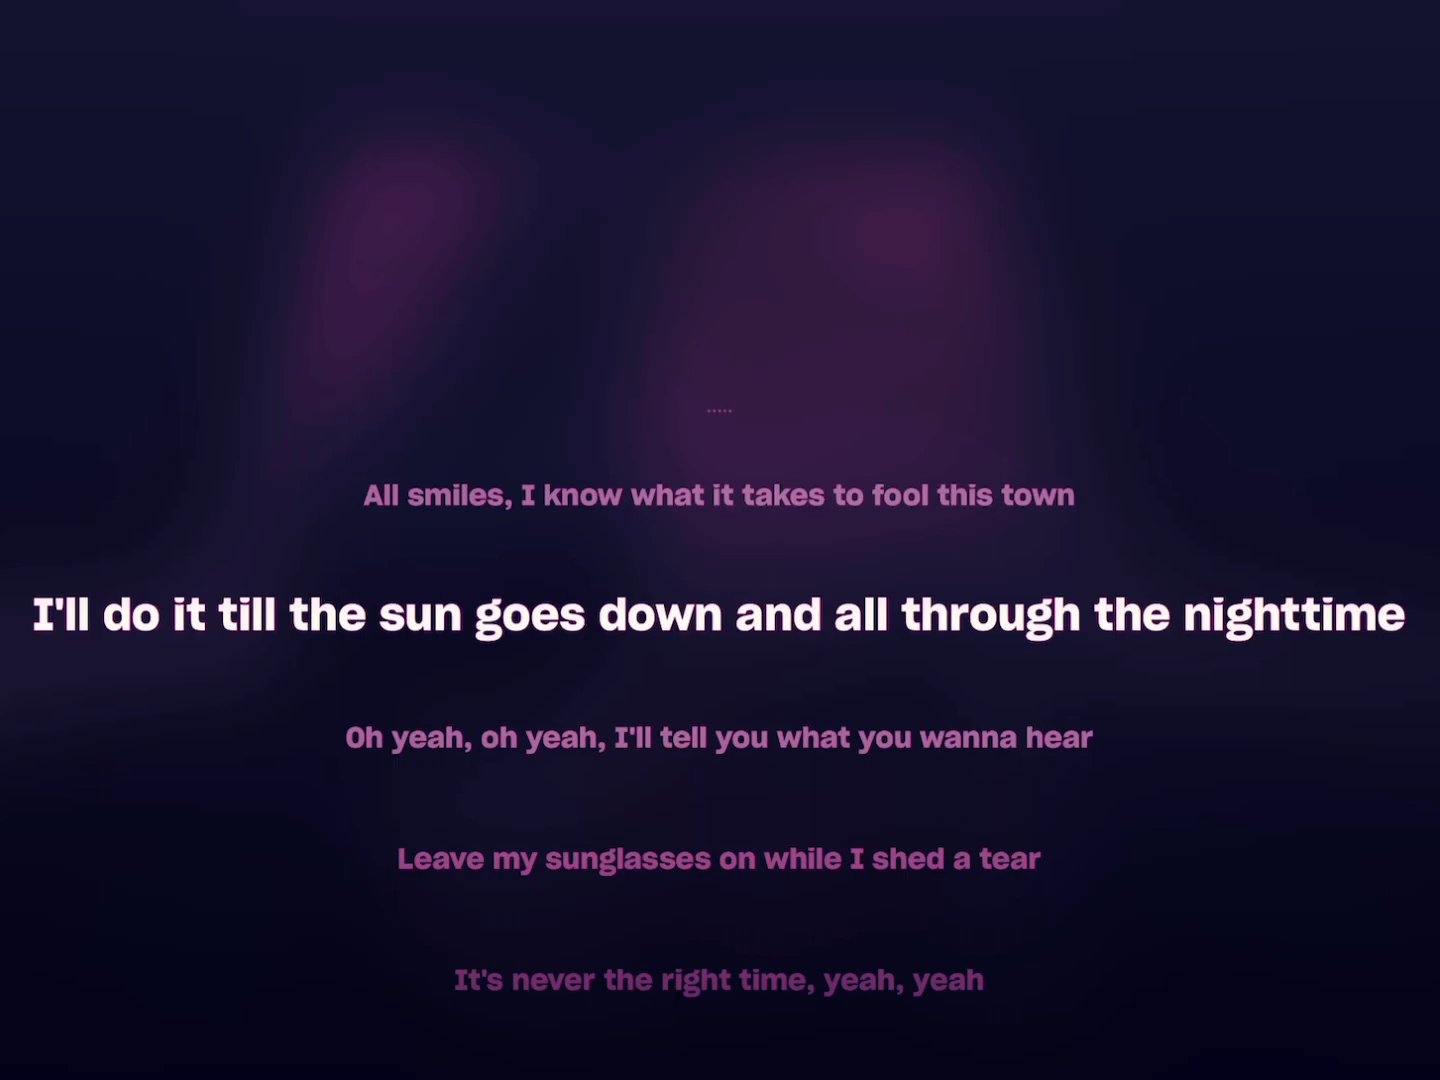 .....
All smiles, I know what it takes to fool this town
I'll do it till the sun goes down and all through the nighttime
Oh yeah, oh yeah, I'll tell you what you wanna hear
Leave my sunglasses on while I shed a tear
It's never the right time, yeah, yeah